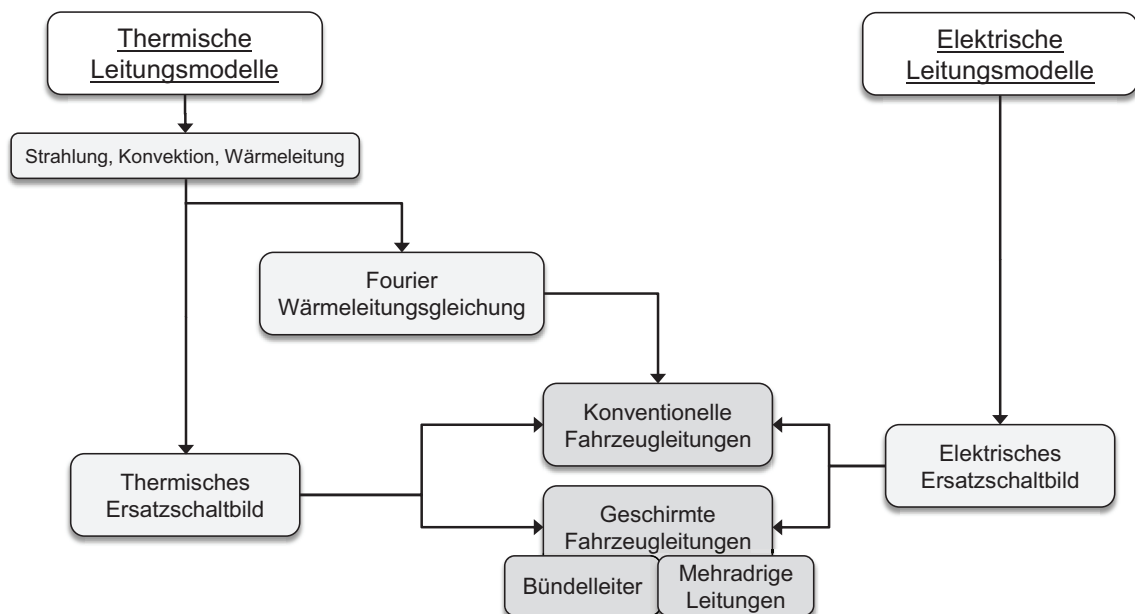 Thermische
Leitungsmodelle
Elektrische
Leitungsmodelle
Strahlung, Konvektion, Wärmeleitung
Fourier
Wärmeleitungsgleichung
Konventionelle
Fahrzeugleitungen
Thermisches
Ersatzschaltbild
Elektrisches
Ersatzschaltbild
Geschirmte
Fahrzeugleitungen
Bündelleiter
Mehradrige
Leitungen